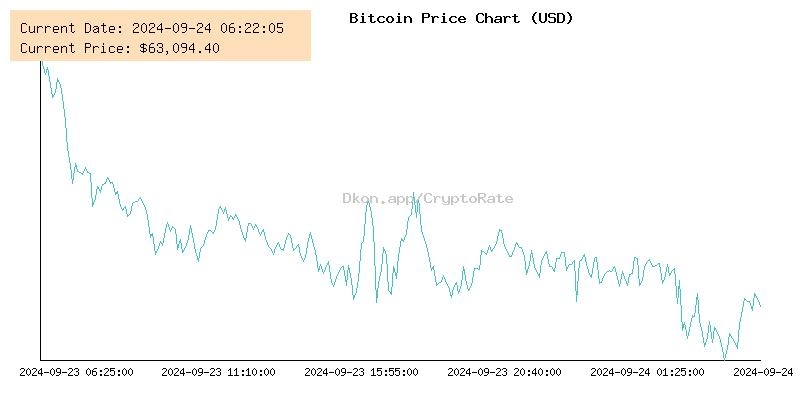 Bitcoin Price Chart (USD)
Current Date: 2024-09-24 06:22:05
Current Price: $63,094.40
Dkon.app/CryptoRate
2024-09-23 06:25:00 2024-09-23 11:10:00 2024-09-23 15:55:00 2024-09-23 20:40:00 2024-09-24 01:25:00 2024-09-24